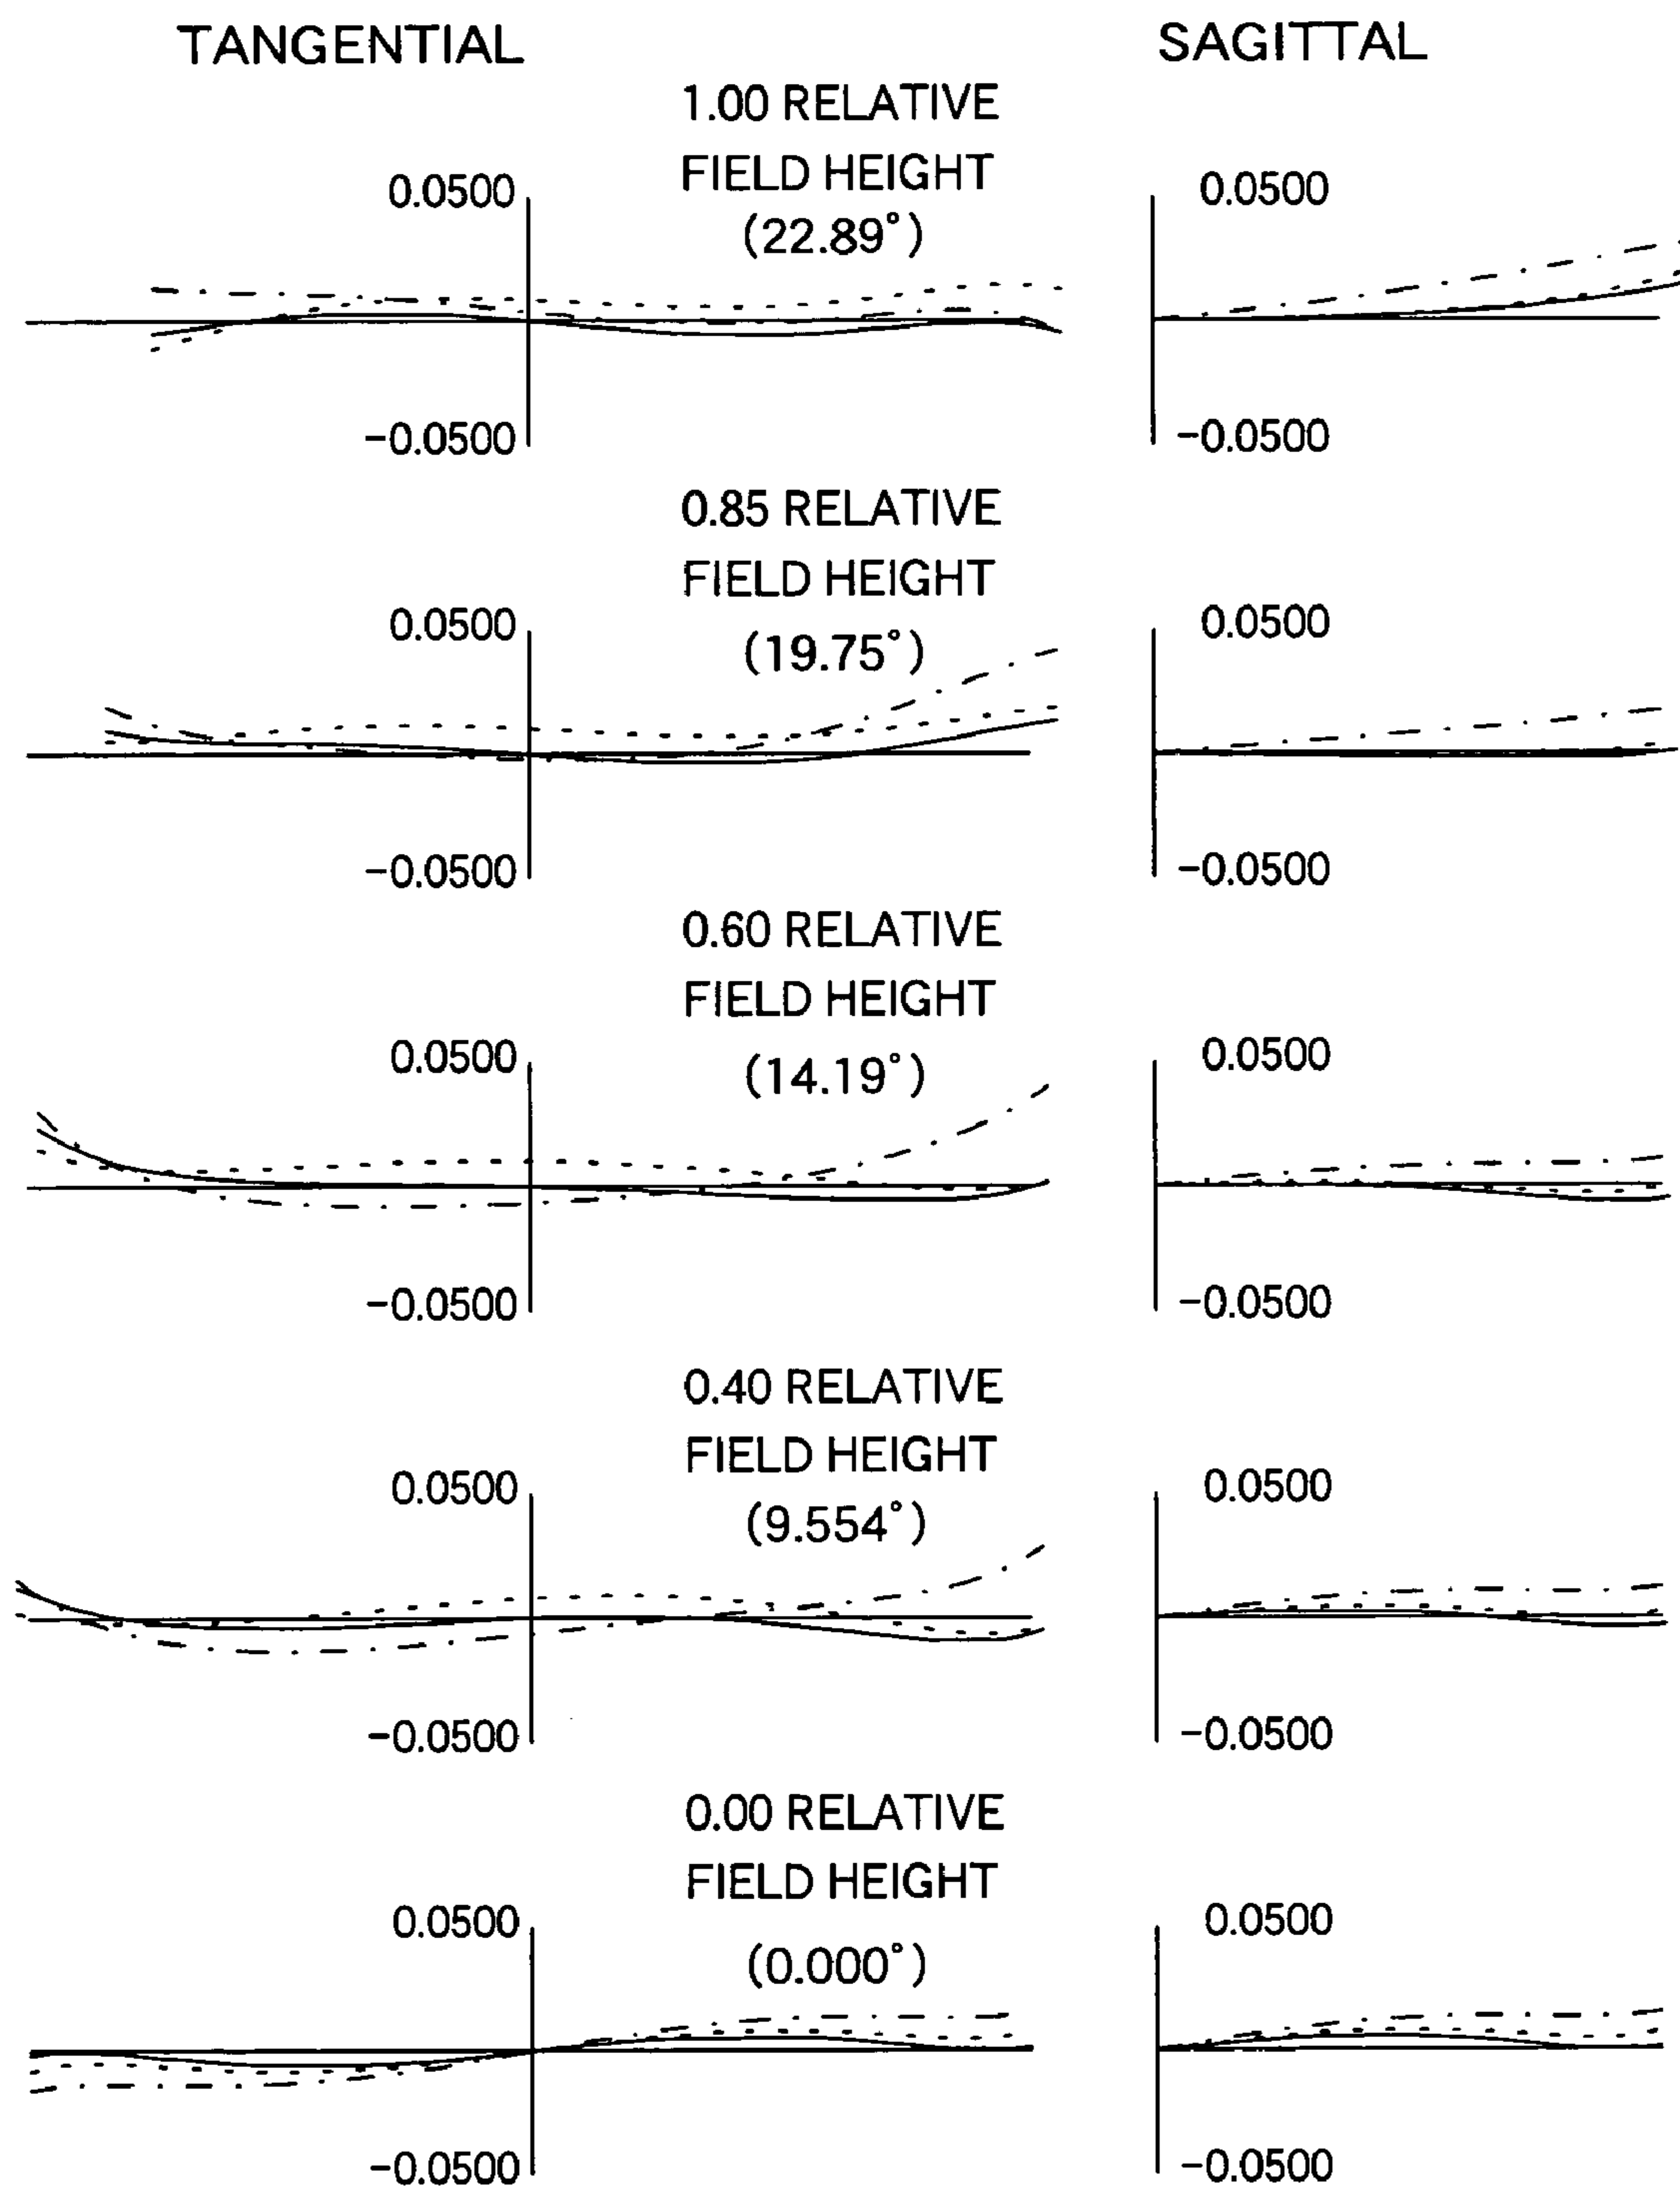 TANGENTIAL
SAGITTAL
1.00 RELATIVE
FIELD HEIGHT
(22.89°)
0.0500
0.0500
-0.0500
-0.0500
0.85 RELATIVE
FIELD HEIGHT
(19.75°)
0.0500
0.0500
-0.0500
-0.0500
0.60 RELATIVE
FIELD HEIGHT
(14.19°)
0.0500
0.0500
-0.0500
-0.0500
0.40 RELATIVE
FIELD HEIGHT
(9.554°)
0.0500
0.0500
-0.0500
-0.0500
0.00 RELATIVE
FIELD HEIGHT
(0.000°)
0.0500
0.0500
-0.0500
-0.0500